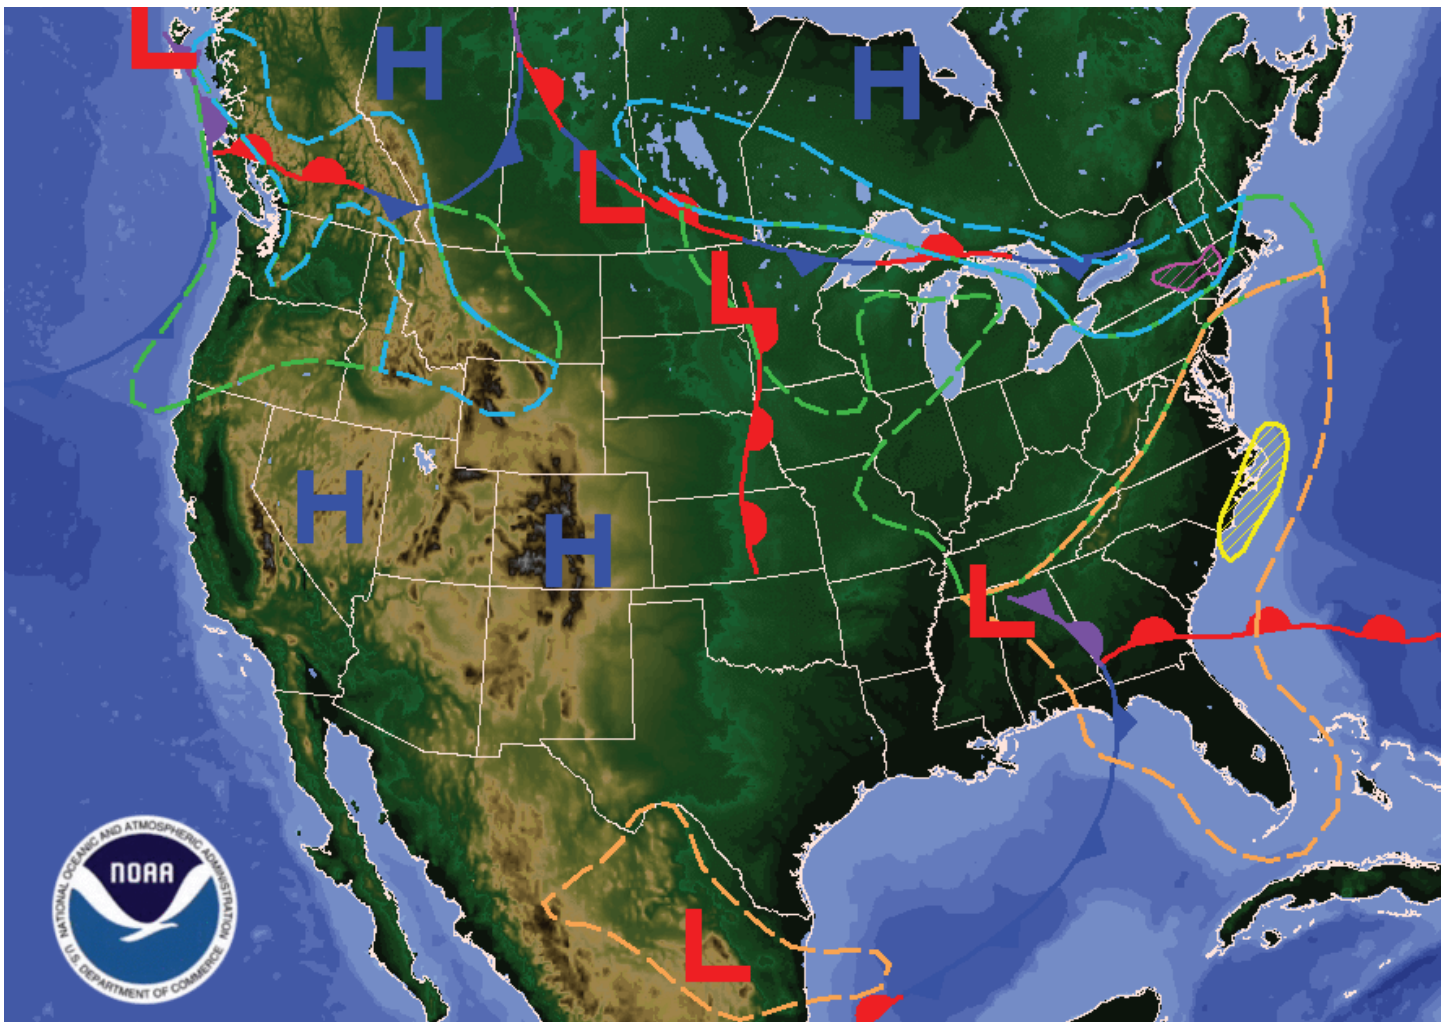 L
H
H
L
L
H
H
L
NOAA
NATIONAL OCEANIC AND ATMOSPHERIC ADMINISTRATION
U.S. DEPARTMENT OF COMMERCE
L